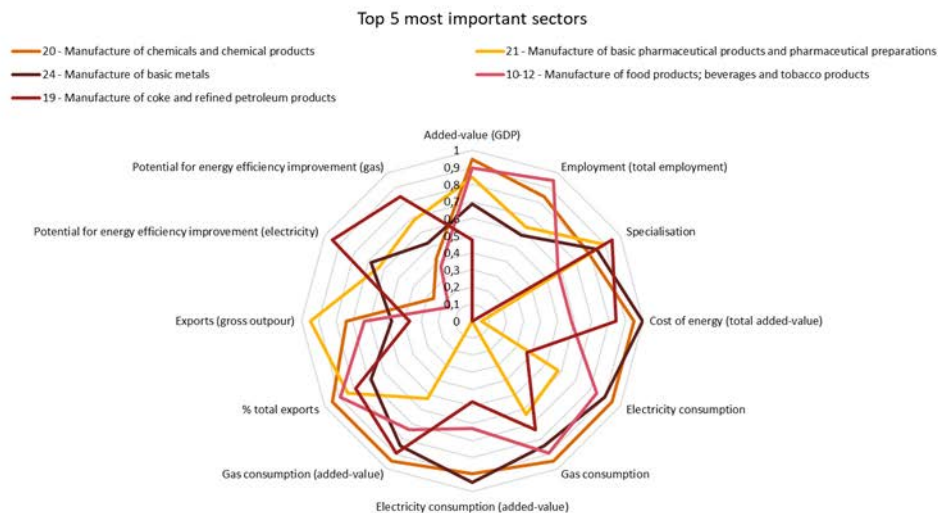 Top 5 most important sectors
20 - Manufacture of chemicals and chemical products
21 - Manufacture of basic pharmaceutical products and pharmaceutical preparations
24 - Manufacture of basic metals
10-12 - Manufacture of food products; beverages and tobacco products
19 - Manufacture of coke and refined petroleum products
Added-value (GDP)
Potential for energy efficiency improvement (gas)
Employment (total employment)
Potential for energy efficiency improvement (electricity)
Specialisation
Exports (gross outpour)
Cost of energy (total added-value)
% total exports
Electricity consumption
Gas consumption (added-value)
Gas consumption
Electricity consumption (added-value)
1
0,9
0,8
0,7
0,6
0,5
0,4
0,3
0,2
0,1
0